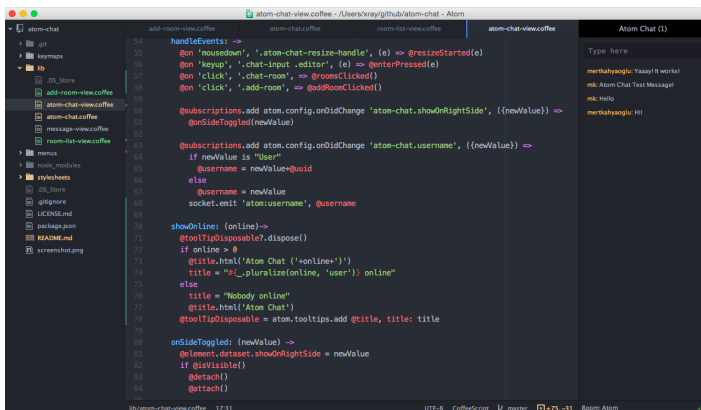 atom-chat-view.coffee - /Users/xray/github/atom-chat - Atom
atom-chat
.git
keymaps
lib
.DS_Store
add-room-view.coffee
atom-chat-view.coffee
atom-chat.coffee
message-view.coffee
room-list-view.coffee
menus
node_modules
stylesheets
.DS_Store
.gitignore
LICENSE.md
package.json
README.md
screenshot.png
add-room-view.coffee
atom-chat.coffee
room-list-view.coffee
atom-chat-view.coffee
54 handleEvents: ->
55 @on 'mousedown', '.atom-chat-resize-handle', (e) => @resizeStarted(e)
56 @on 'keyup', '.chat-input .editor', (e) => @enterPressed(e)
57 @on 'click', '.chat-room', => @roomsClicked()
58 @on 'click', '.add-room', => @addRoomClicked()
59
60 @subscriptions.add atom.config.onDidChange 'atom-chat.showOnRightSide', ({newValue}) =>
61 @onSideToggled(newValue)
62
63 @subscriptions.add atom.config.onDidChange 'atom-chat.username', ({newValue}) =>
64 if newValue is "User"
65 @username = newValue+@uuid
66 else
67 @username = newValue
68 socket.emit 'atom:username', @username
69
70 showOnline: (online)->
71 @toolTipDisposable?.dispose()
72 if online > 0
73 @title.html('Atom Chat ('+online+')')
74 title = "#{_.pluralize(online, 'user')} online"
75 else
76 title = "Nobody online"
77 @title.html('Atom Chat')
78 @toolTipDisposable = atom.tooltips.add @title, title: title
79
80 onSideToggled: (newValue) ->
81 @element.dataset.showOnRightSide = newValue
82 if @isVisible()
83 @detach()
84 @attach()
lib/atom-chat-view.coffee 17:31
UTF-8 CoffeeScript master +75, -31
Atom Chat (1)
Type here
mertkahyaoglu: Yaaay! It works!
mk: Atom Chat Test Message!
mk: Hello
mertkahyaoglu: Hi!
Room: Atom